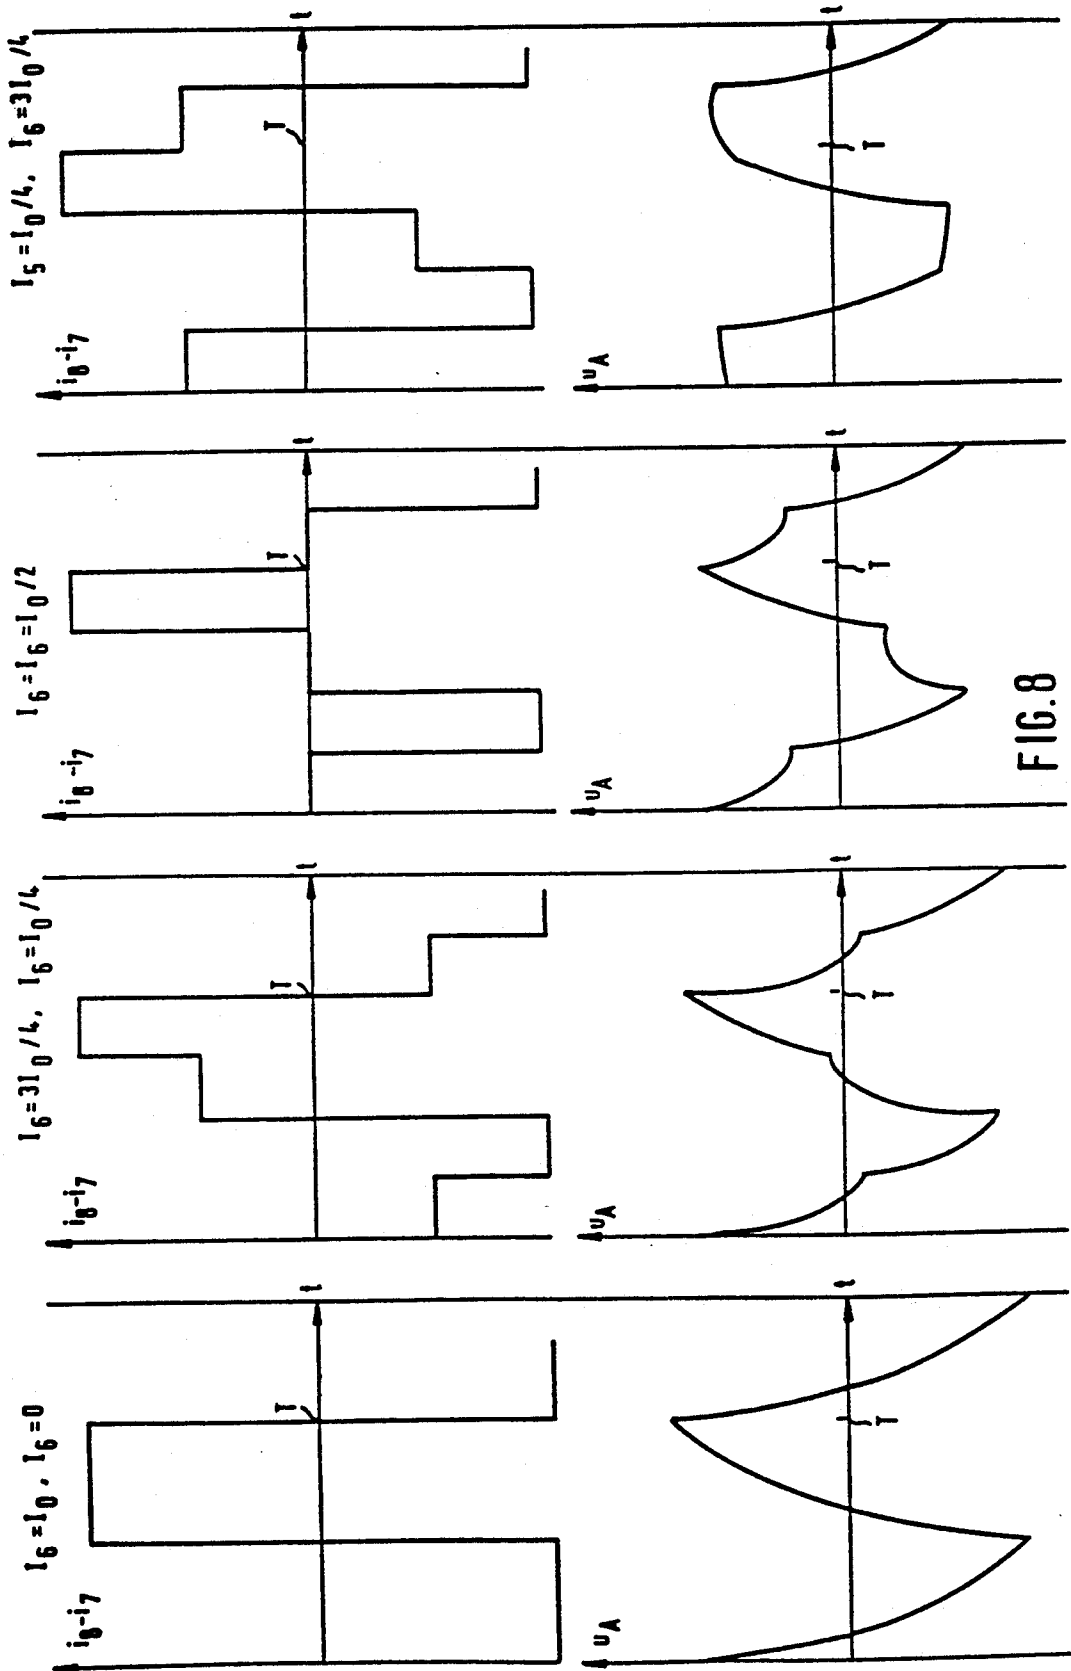 I6=I0, I6=0
i8-i7
T
t
uA
T
t
I6=3I0/4, I6=I0/4
i8-i7
T
t
uA
T
t
I6=I6=I0/2
i8-i7
T
t
uA
T
t
I5=I0/4, I6=3I0/4
i8-i7
T
t
uA
T
t
FIG.8